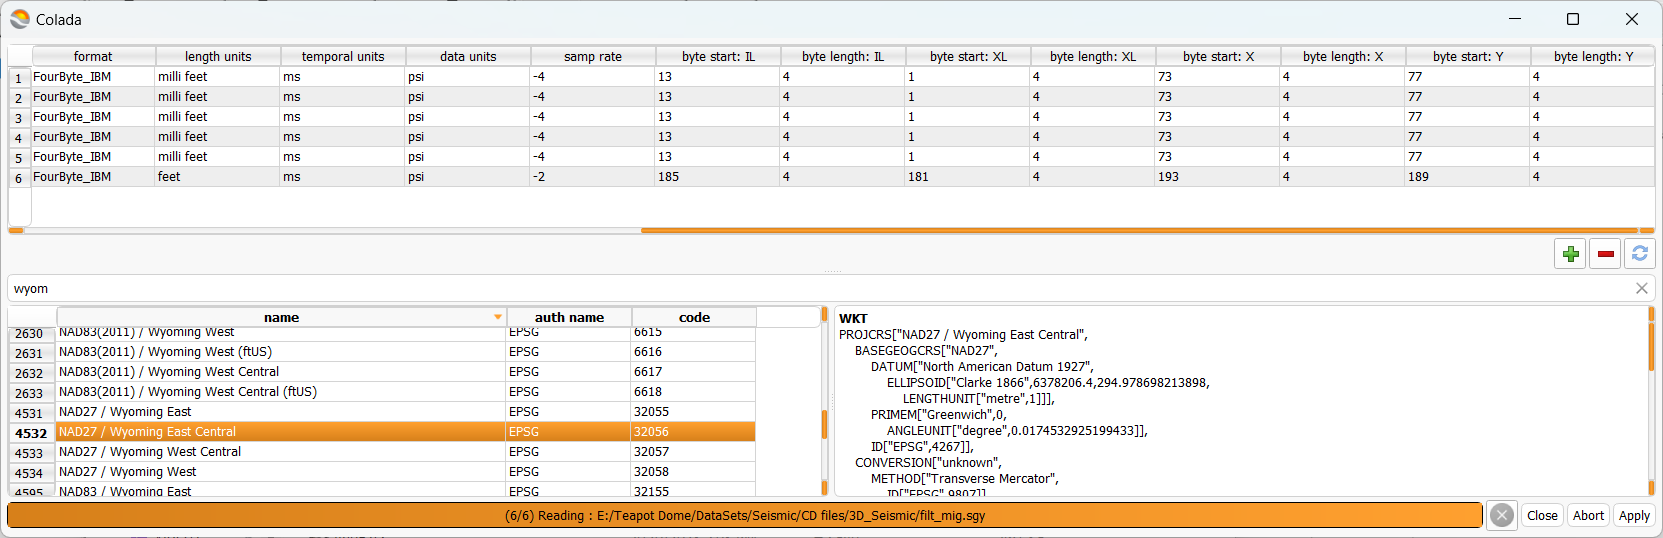 Colada
format length units temporal units data units samp rate byte start: IL byte length: IL byte start: XL byte length: XL byte start: X byte length: X byte start: Y byte length: Y
1 FourByte_IBM milli feet ms psi -4 13 4 1 4 73 4 77 4
2 FourByte_IBM milli feet ms psi -4 13 4 1 4 73 4 77 4
3 FourByte_IBM milli feet ms psi -4 13 4 1 4 73 4 77 4
4 FourByte_IBM milli feet ms psi -4 13 4 1 4 73 4 77 4
5 FourByte_IBM milli feet ms psi -4 13 4 1 4 73 4 77 4
6 FourByte_IBM feet ms psi -2 185 4 181 4 193 4 189 4
wyom
name auth name code
2630 NAD83(2011) / Wyoming West EPSG 6615
2631 NAD83(2011) / Wyoming West (ftUS) EPSG 6616
2632 NAD83(2011) / Wyoming West Central EPSG 6617
2633 NAD83(2011) / Wyoming West Central (ftUS) EPSG 6618
4531 NAD27 / Wyoming East EPSG 32055
4532 NAD27 / Wyoming East Central EPSG 32056
4533 NAD27 / Wyoming West Central EPSG 32057
4534 NAD27 / Wyoming West EPSG 32058
4595 NAD83 / Wyoming East EPSG 32155
WKT
PROJCRS["NAD27 / Wyoming East Central",
BASEGEOGCRS["NAD27",
DATUM["North American Datum 1927",
ELLIPSOID["Clarke 1866",6378206.4,294.978698213898,
LENGTHUNIT["metre",1]]],
PRIMEM["Greenwich",0,
ANGLEUNIT["degree",0.0174532925199433]],
ID["EPSG",4267]],
CONVERSION["unknown",
METHOD["Transverse Mercator",
ID["EPSG",9807]],
(6/6) Reading : E:/Teapot Dome/DataSets/Seismic/CD files/3D_Seismic/filt_mig.sgy
Close Abort Apply